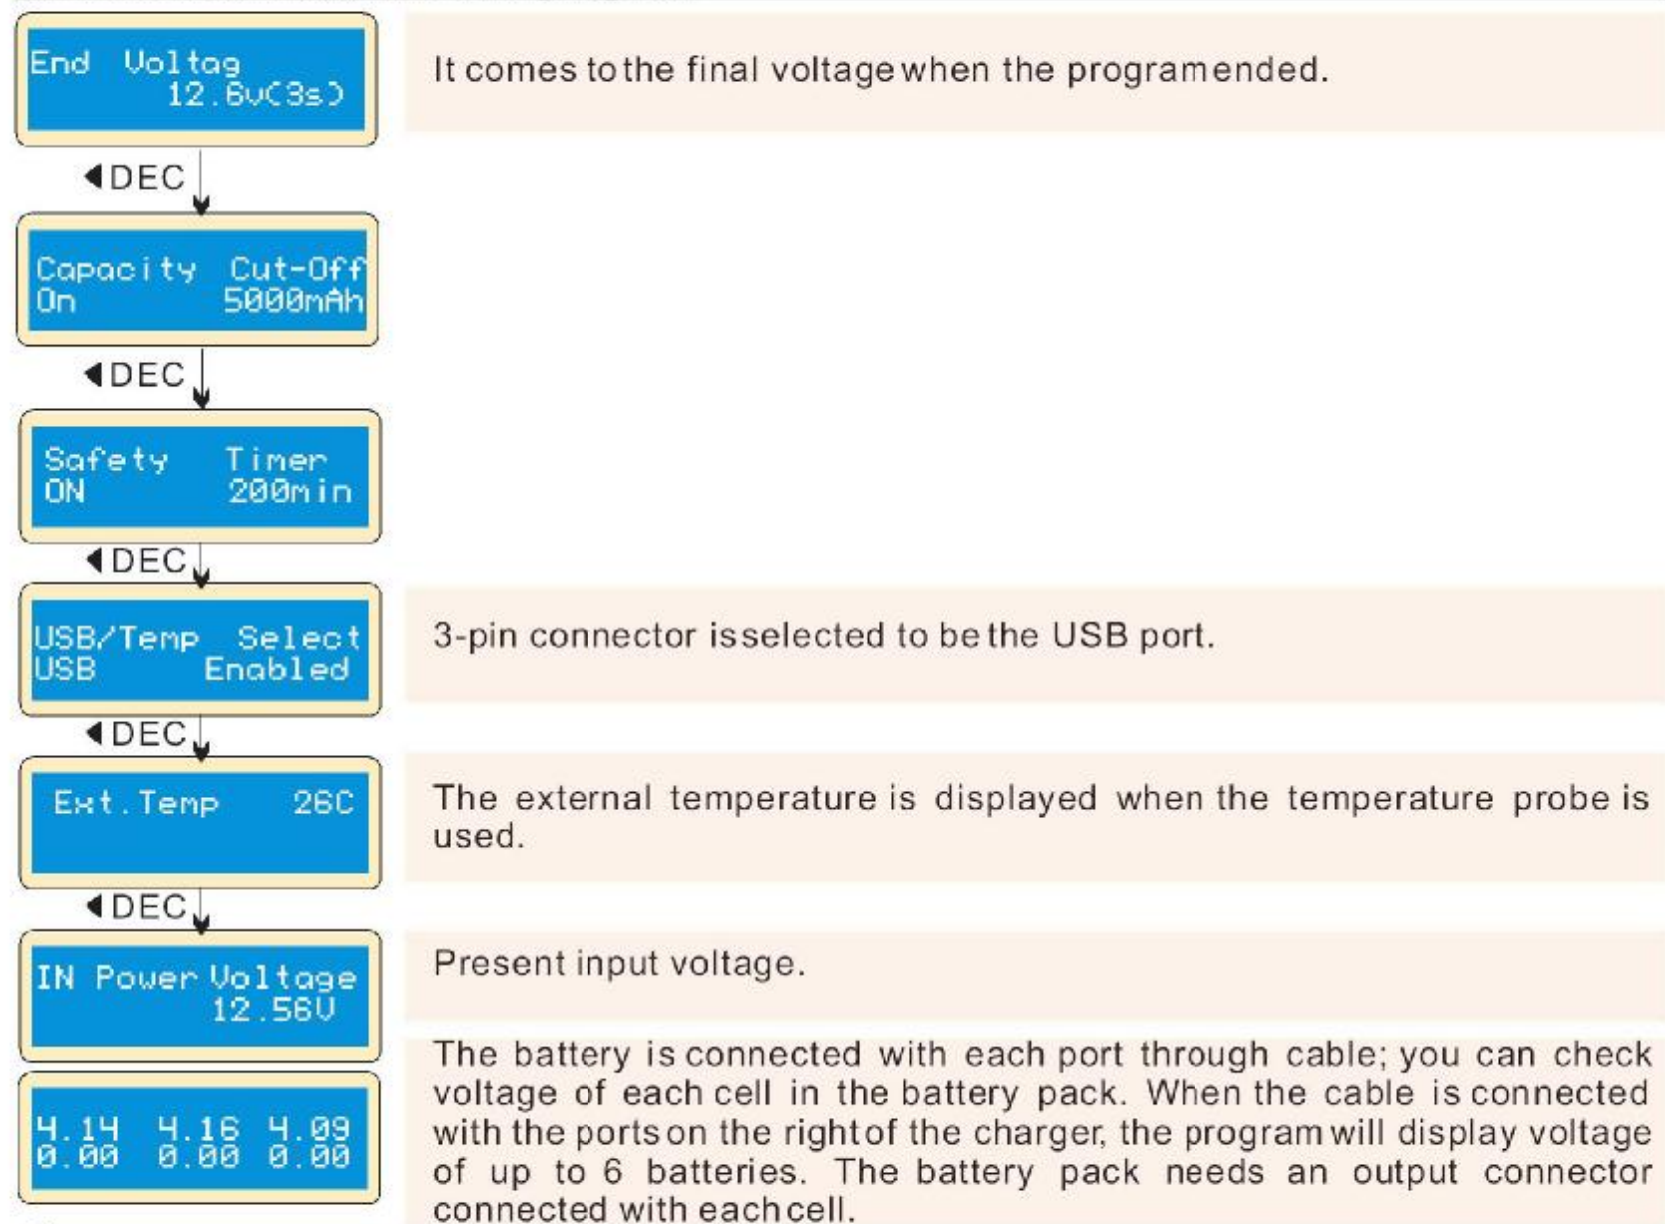 End Voltag
12.6v(3s)
It comes to the final voltage when the program ended.
◀DEC
Capacity Cut-Off
On 5000mAh
◀DEC
Safety Timer
ON 200min
◀DEC
USB/Temp Select
USB Enabled
3-pin connector is selected to be the USB port.
◀DEC
Ext.Temp 26C
The external temperature is displayed when the temperature probe is
used.
◀DEC
IN Power Voltage
12.56V
Present input voltage.
4.14 4.16 4.09
0.00 0.00 0.00
The battery is connected with each port through cable; you can check
voltage of each cell in the battery pack. When the cable is connected
with the ports on the right of the charger, the program will display voltage
of up to 6 batteries. The battery pack needs an output connector
connected with each cell.